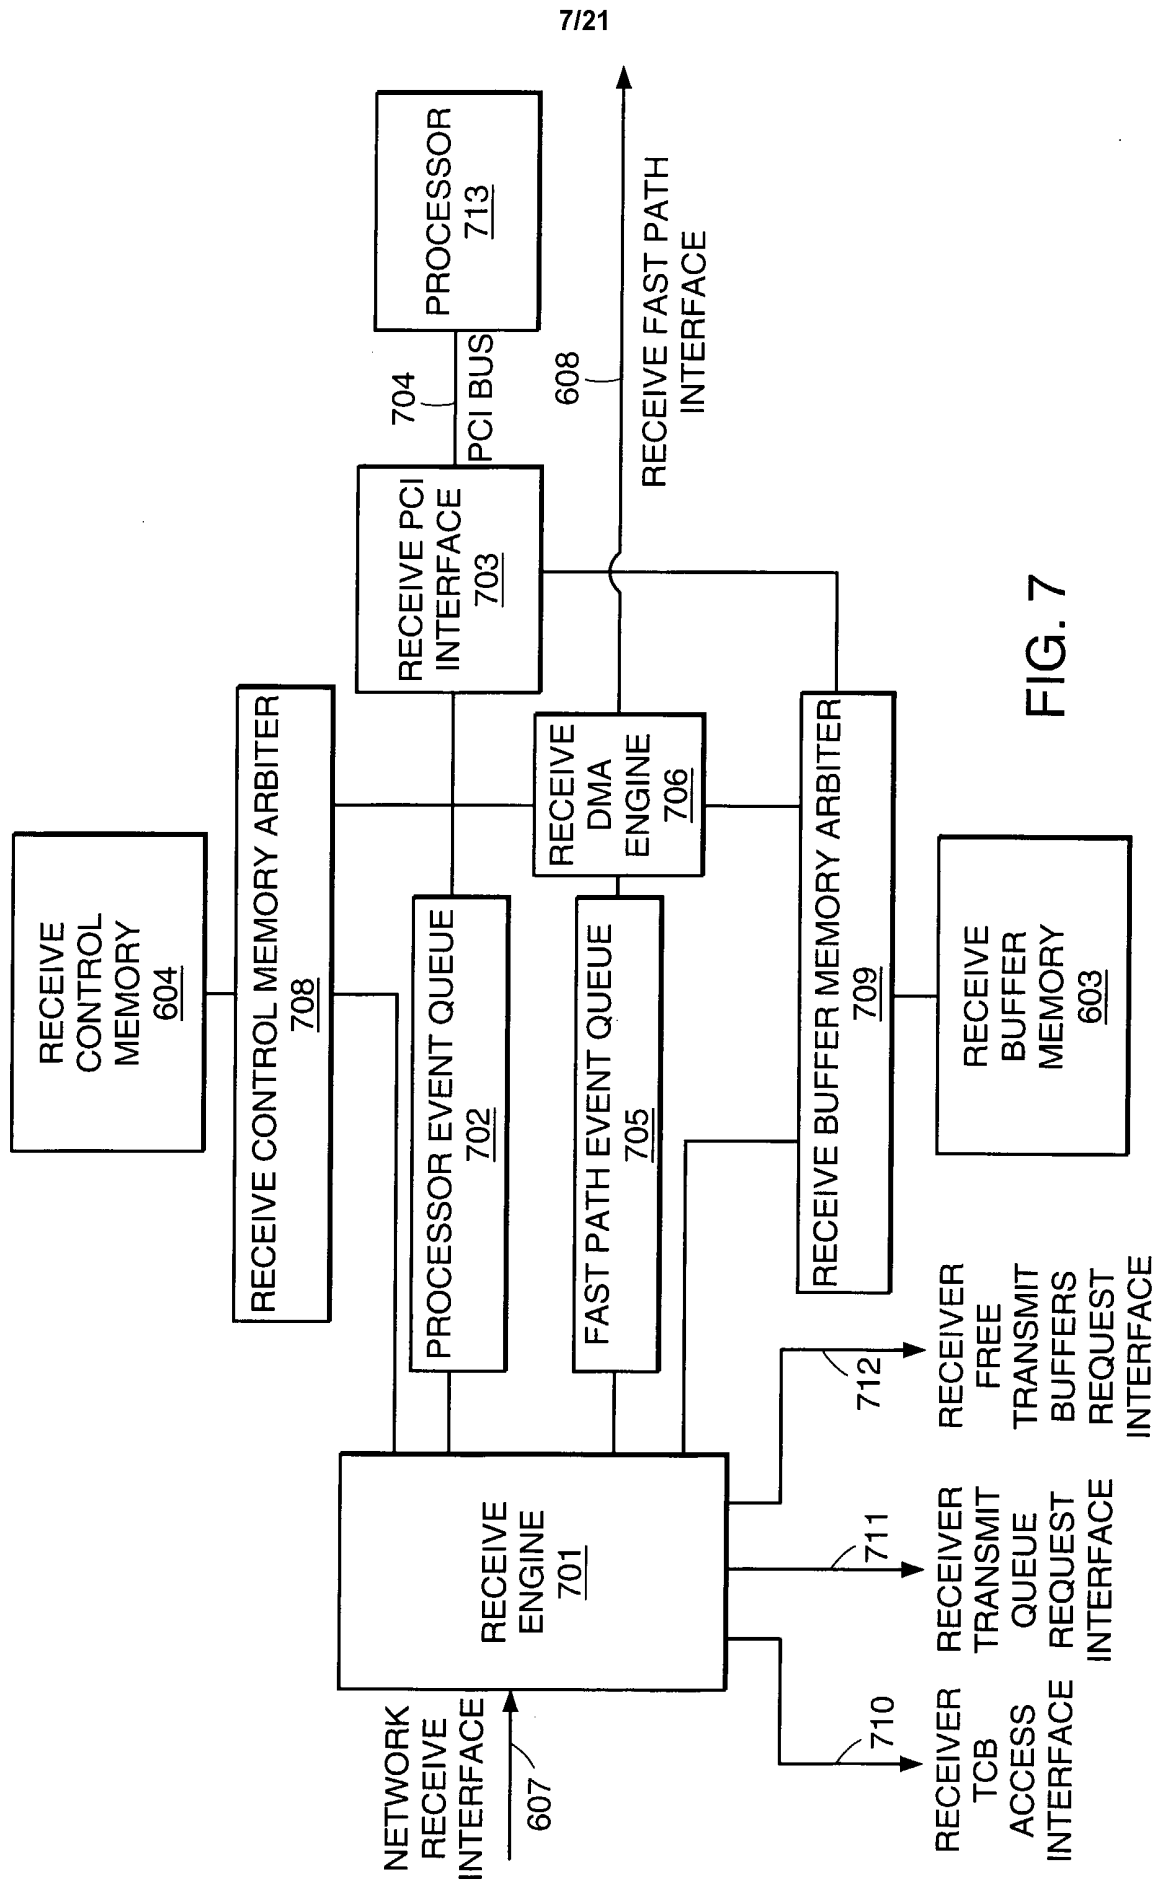 7/21
RECEIVE
CONTROL
MEMORY
604
RECEIVE CONTROL MEMORY ARBITER
708
NETWORK
RECEIVE
INTERFACE
607
RECEIVE
ENGINE
701
PROCESSOR EVENT QUEUE
702
FAST PATH EVENT QUEUE
705
RECEIVE
DMA
ENGINE
706
RECEIVE PCI
INTERFACE
703
704
PCI BUS
PROCESSOR
713
608
RECEIVE FAST PATH
INTERFACE
RECEIVE BUFFER MEMORY ARBITER
709
RECEIVE
BUFFER
MEMORY
603
710
RECEIVER
TCB
ACCESS
INTERFACE
711
RECEIVER
TRANSMIT
QUEUE
REQUEST
INTERFACE
712
RECEIVER
FREE
TRANSMIT
BUFFERS
REQUEST
INTERFACE
FIG. 7